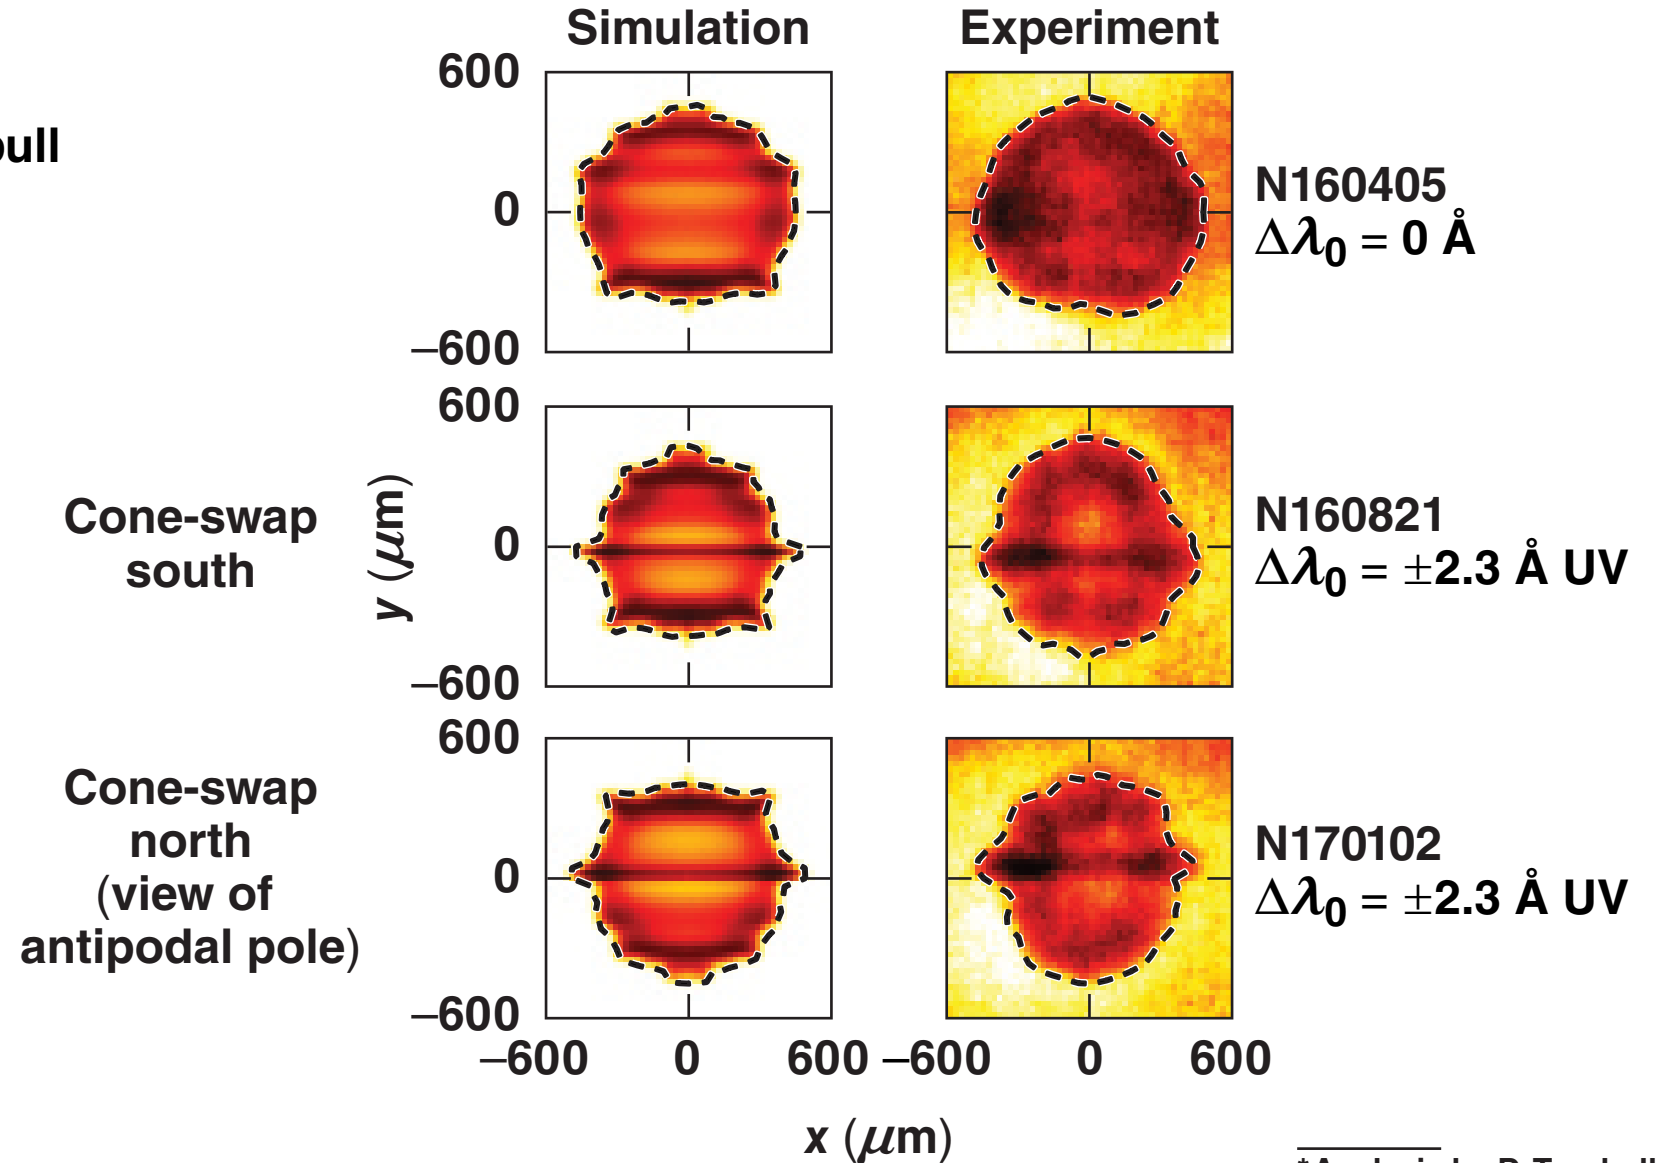 Simulation Experiment
600
0
–600
N160405
Δλ0 = 0 Å
Cone-swap
south
y (μm)
600
0
–600
N160821
Δλ0 = ±2.3 Å UV
Cone-swap
north
(view of
antipodal pole)
600
0
–600
N170102
Δλ0 = ±2.3 Å UV
–600 0 600 –600 0 600
x (μm)